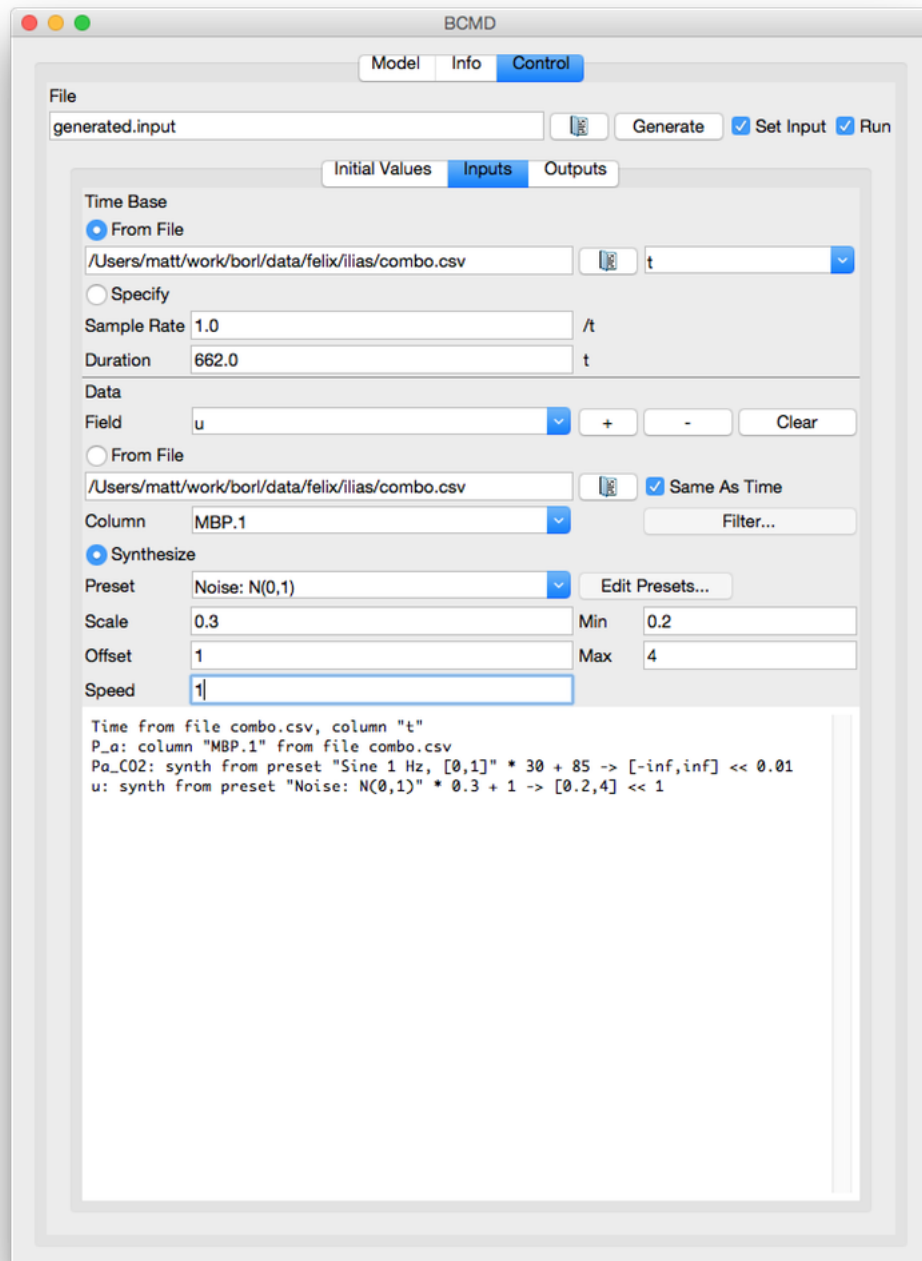 BCMD
Model Info Control
File
generated.input Generate Set Input Run
Initial Values Inputs Outputs
Time Base
From File
/Users/matt/work/borl/data/felix/ilias/combo.csv t
Specify
Sample Rate 1.0 /t
Duration 662.0 t
Data
Field u + - Clear
From File
/Users/matt/work/borl/data/felix/ilias/combo.csv Same As Time
Column MBP.1 Filter...
Synthesize
Preset Noise: N(0,1) Edit Presets...
Scale 0.3 Min 0.2
Offset 1 Max 4
Speed 1
Time from file combo.csv, column "t"
P_a: column "MBP.1" from file combo.csv
Pa_CO2: synth from preset "Sine 1 Hz, [0,1]" * 30 + 85 -> [-inf,inf] << 0.01
u: synth from preset "Noise: N(0,1)" * 0.3 + 1 -> [0.2,4] << 1